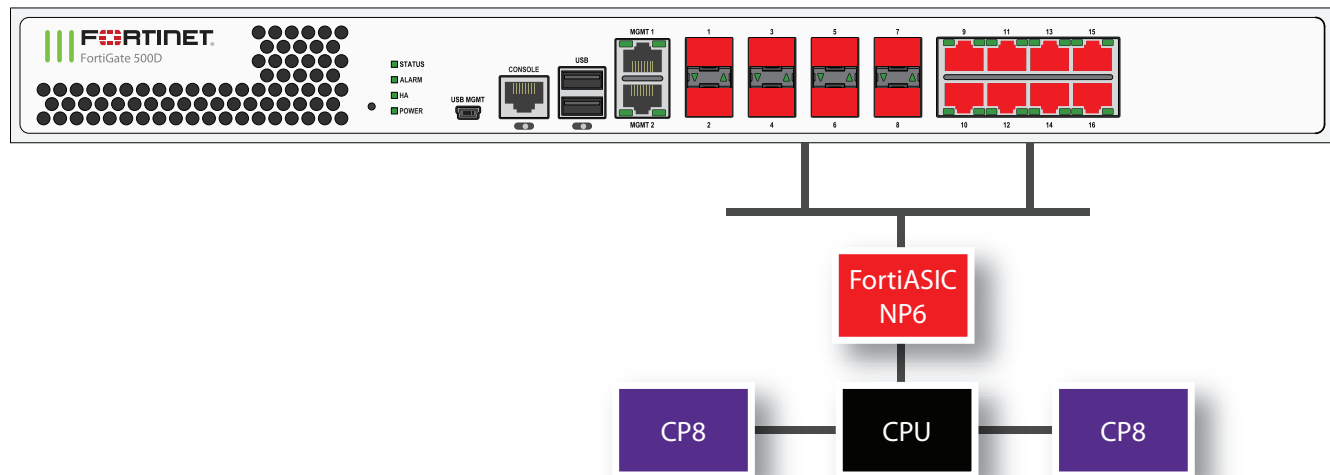 FORTINET
FortiGate 500D
STATUS
ALARM
HA
POWER
USB MGMT
CONSOLE
USB
MGMT 1
MGMT 2
1 3 5 7
2 4 6 8
9 11 13 15
10 12 14 16
FortiASIC
NP6
CP8
CPU
CP8